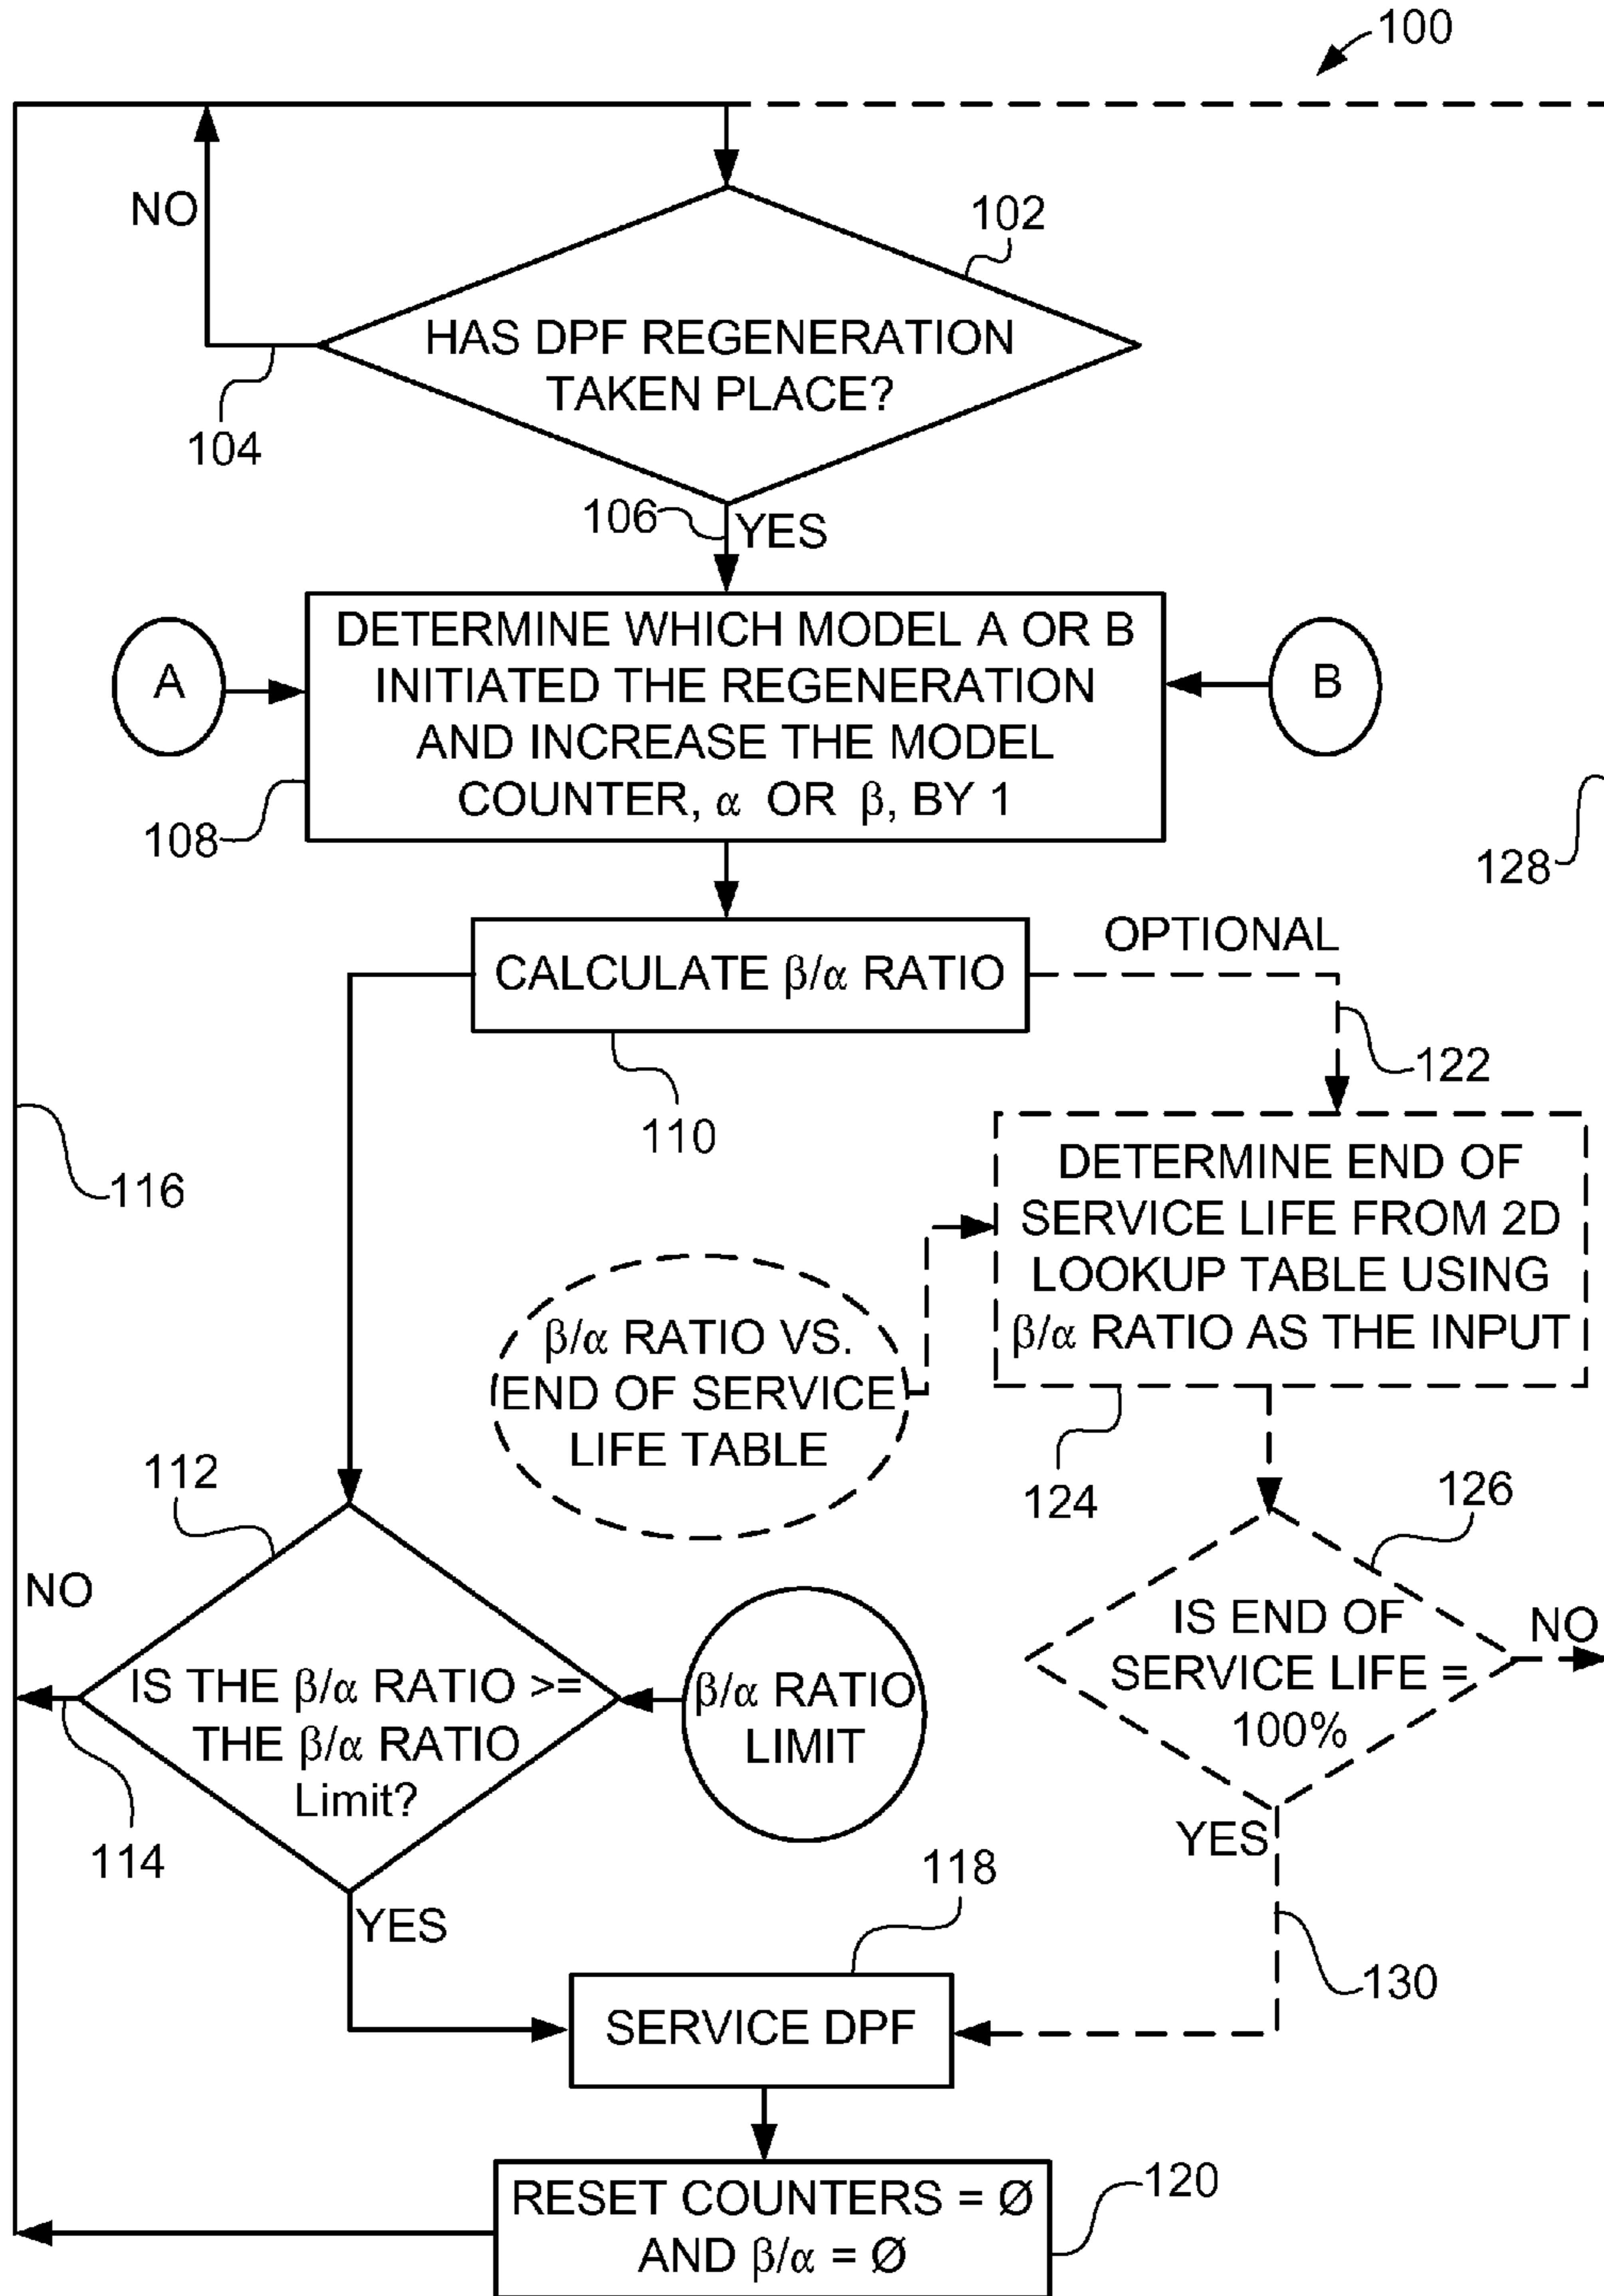 100
NO
102
HAS DPF REGENERATION
TAKEN PLACE?
104
106
YES
A
DETERMINE WHICH MODEL A OR B
INITIATED THE REGENERATION
AND INCREASE THE MODEL
COUNTER, α OR β, BY 1
B
108
128
OPTIONAL
CALCULATE β/α RATIO
122
110
116
DETERMINE END OF
SERVICE LIFE FROM 2D
LOOKUP TABLE USING
β/α RATIO AS THE INPUT
β/α RATIO VS.
END OF SERVICE
LIFE TABLE
124
112
126
NO
IS THE β/α RATIO >=
THE β/α RATIO
Limit?
β/α RATIO
LIMIT
IS END OF
SERVICE LIFE =
100%
NO
114
YES
YES
118
130
SERVICE DPF
RESET COUNTERS = Ø
AND β/α = Ø
120